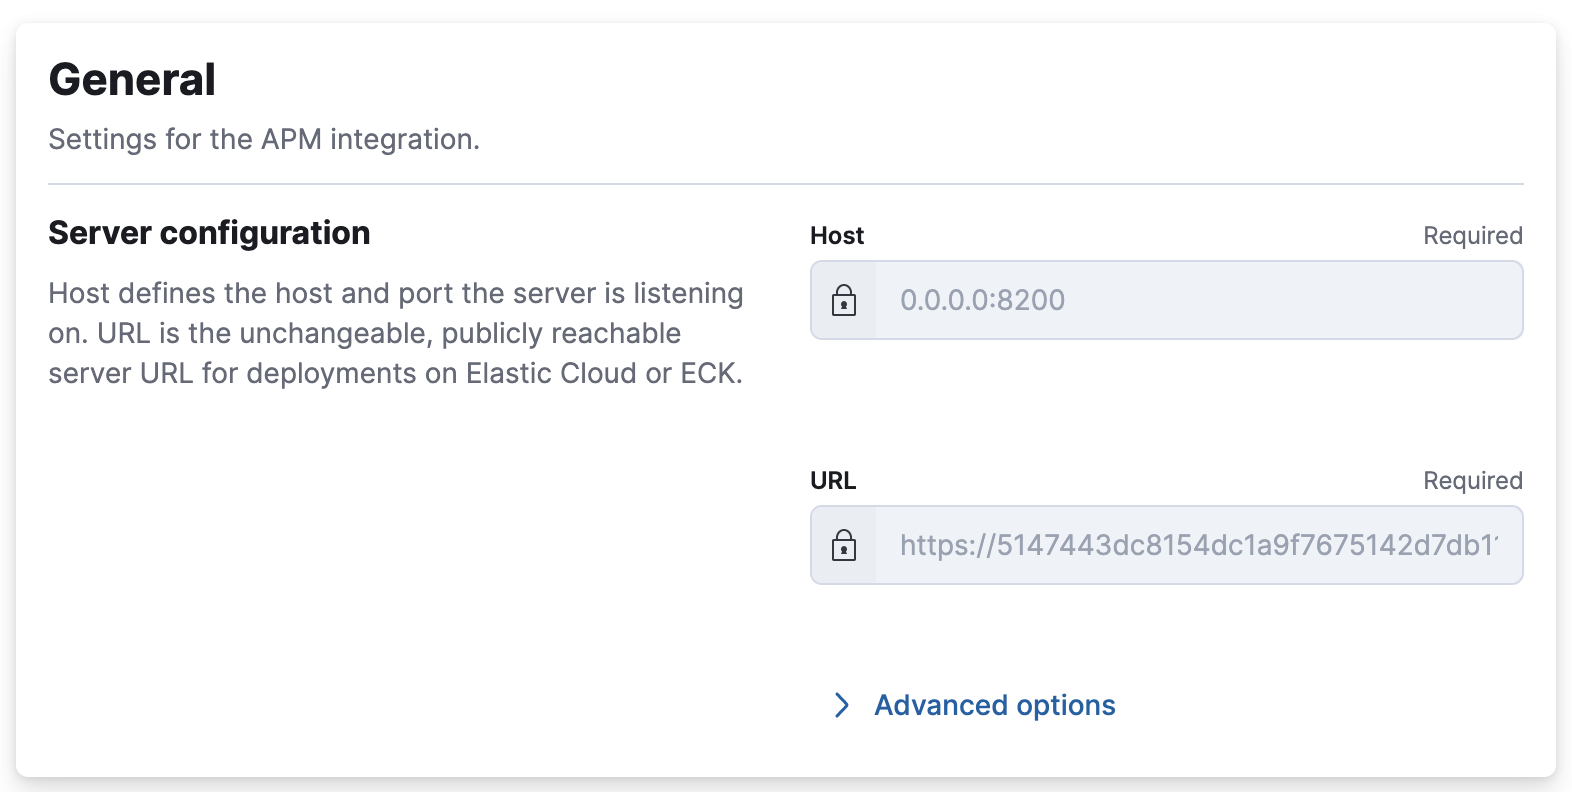 General
Settings for the APM integration.
Server configuration
Host defines the host and port the server is listening
on. URL is the unchangeable, publicly reachable
server URL for deployments on Elastic Cloud or ECK.
Host Required
0.0.0.0:8200
URL Required
https://5147443dc8154dc1a9f7675142d7db1
Advanced options